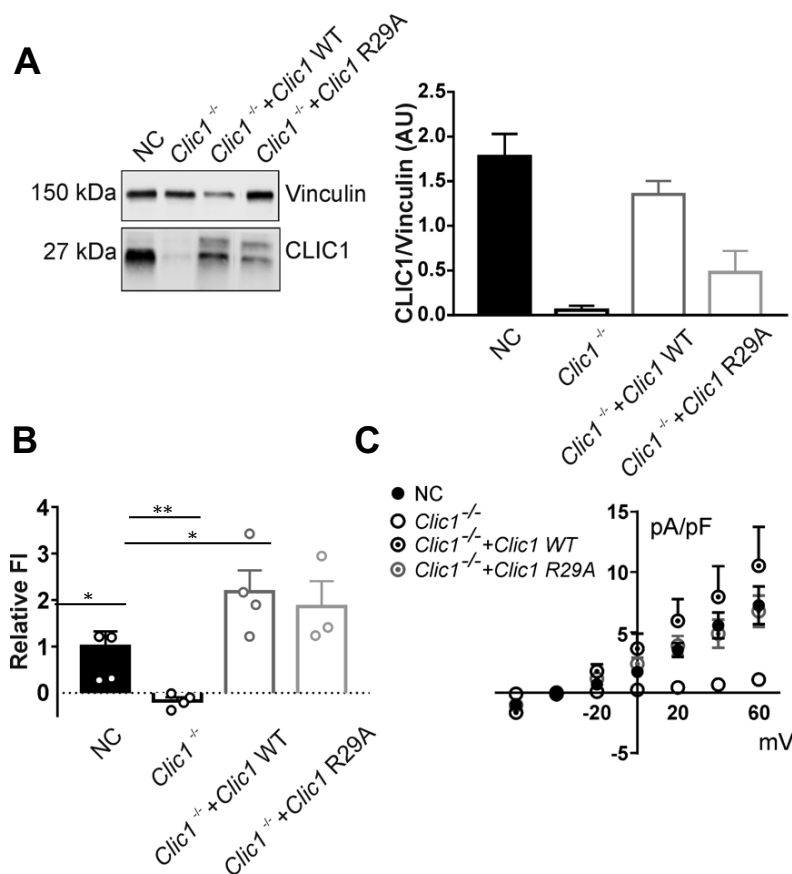 A
NC
Clic1 -/-
Clic1 -/- +Clic1 WT
Clic1 -/- +Clic1 R29A
150 kDa
Vinculin
27 kDa
CLIC1
CLIC1/Vinculin (AU)
2.5
2.0
1.5
1.0
0.5
0.0
NC
Clic1 -/-
Clic1 -/- +Clic1 WT
Clic1 -/- +Clic1 R29A
B
Relative FI
4
3
2
1
0
**
*
*
NC
Clic1 -/-
Clic1 -/- +Clic1 WT
Clic1 -/- +Clic1 R29A
C
NC
Clic1 -/-
Clic1 -/- +Clic1 WT
Clic1 -/- +Clic1 R29A
15
pA/pF
10
5
-20
20
60
mV
-5